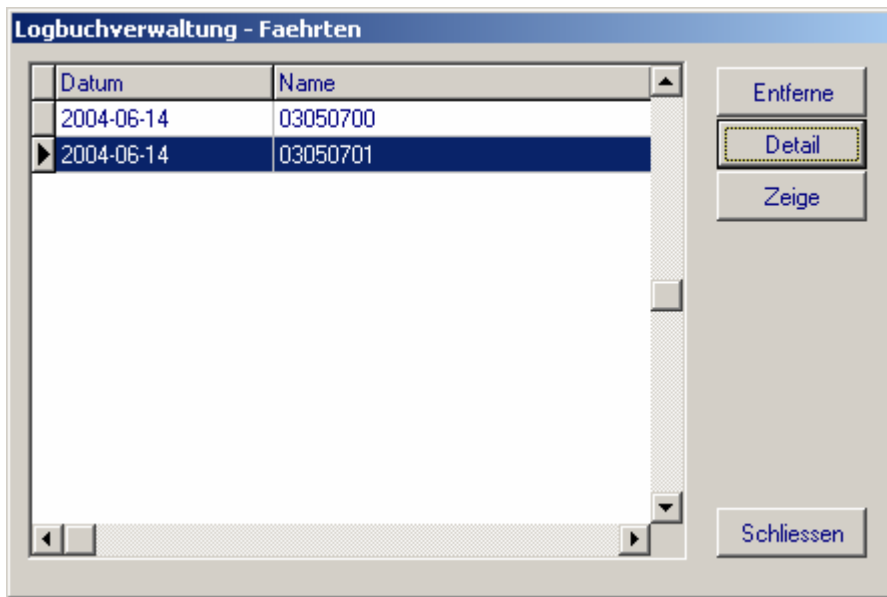 Logbuchverwaltung - Faehrten
Datum Name
2004-06-14 03050700
2004-06-14 03050701
Entferne
Detail
Zeige
Schliessen